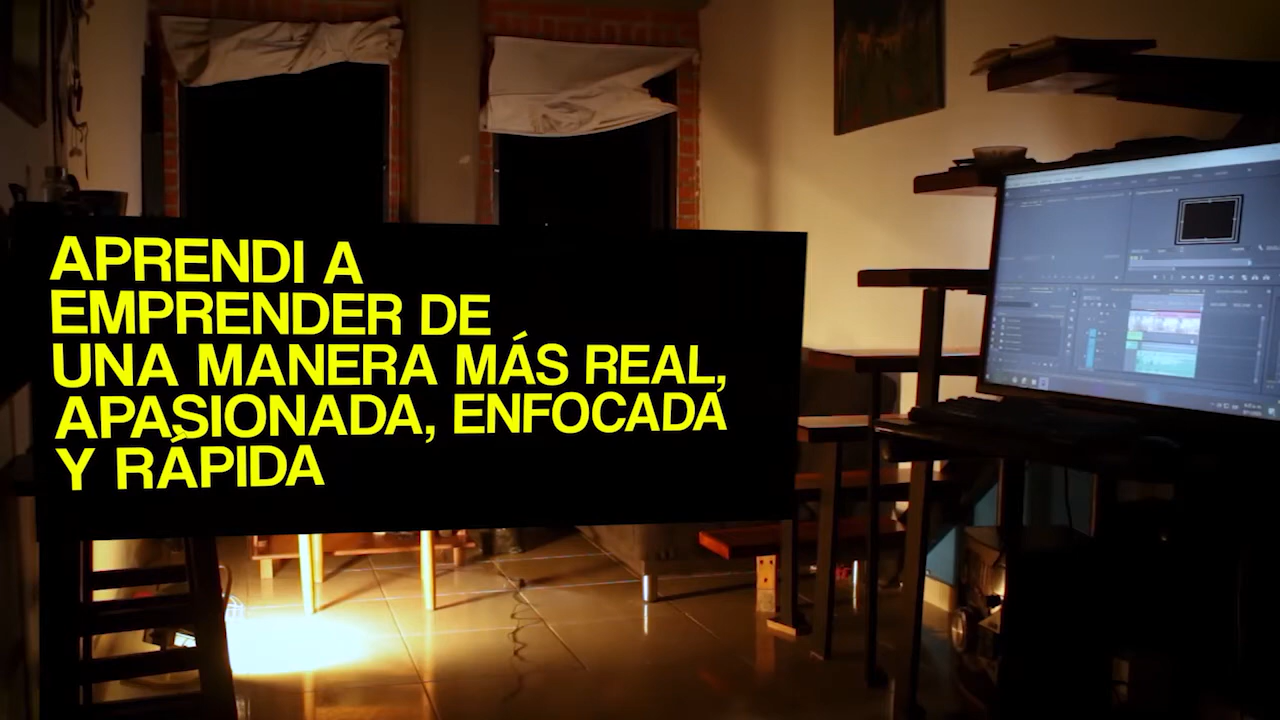 APRENDI A
EMPRENDER DE
UNA MANERA MÁS REAL,
APASIONADA, ENFOCADA
Y RÁPIDA